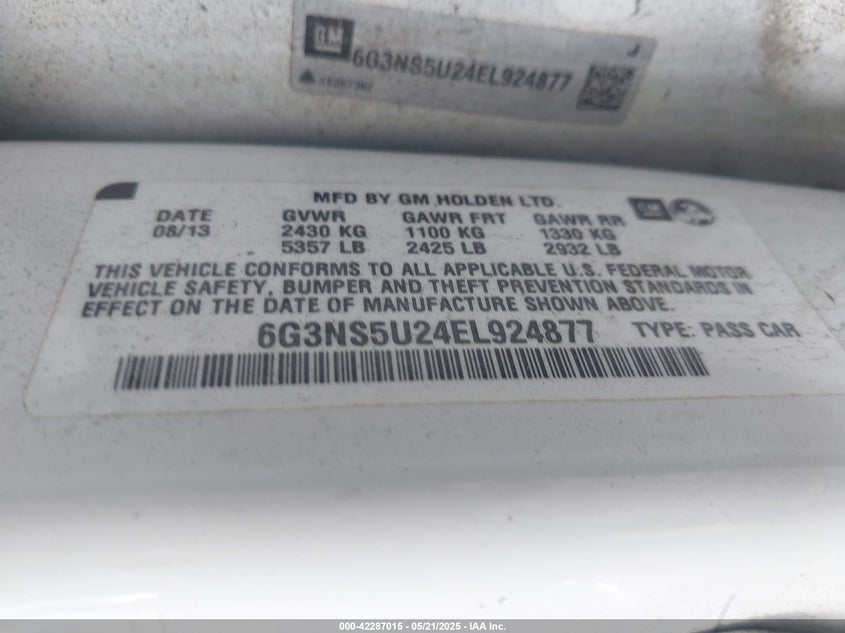 GM
6G3NS5U24EL924877
MFD BY GM HOLDEN LTD.
DATE GVWR GAWR FRT GAWR RR
08/13 2430 KG 1100 KG 1330 KG
5357 LB 2425 LB 2932 LB
GM
THIS VEHICLE CONFORMS TO ALL APPLICABLE U.S. FEDERAL MOTOR
VEHICLE SAFETY, BUMPER AND THEFT PREVENTION STANDARDS IN
EFFECT ON THE DATE OF MANUFACTURE SHOWN ABOVE.
6G3NS5U24EL924877 TYPE: PASS CAR
000-42287015 - 05/21/2025 - IAA Inc.